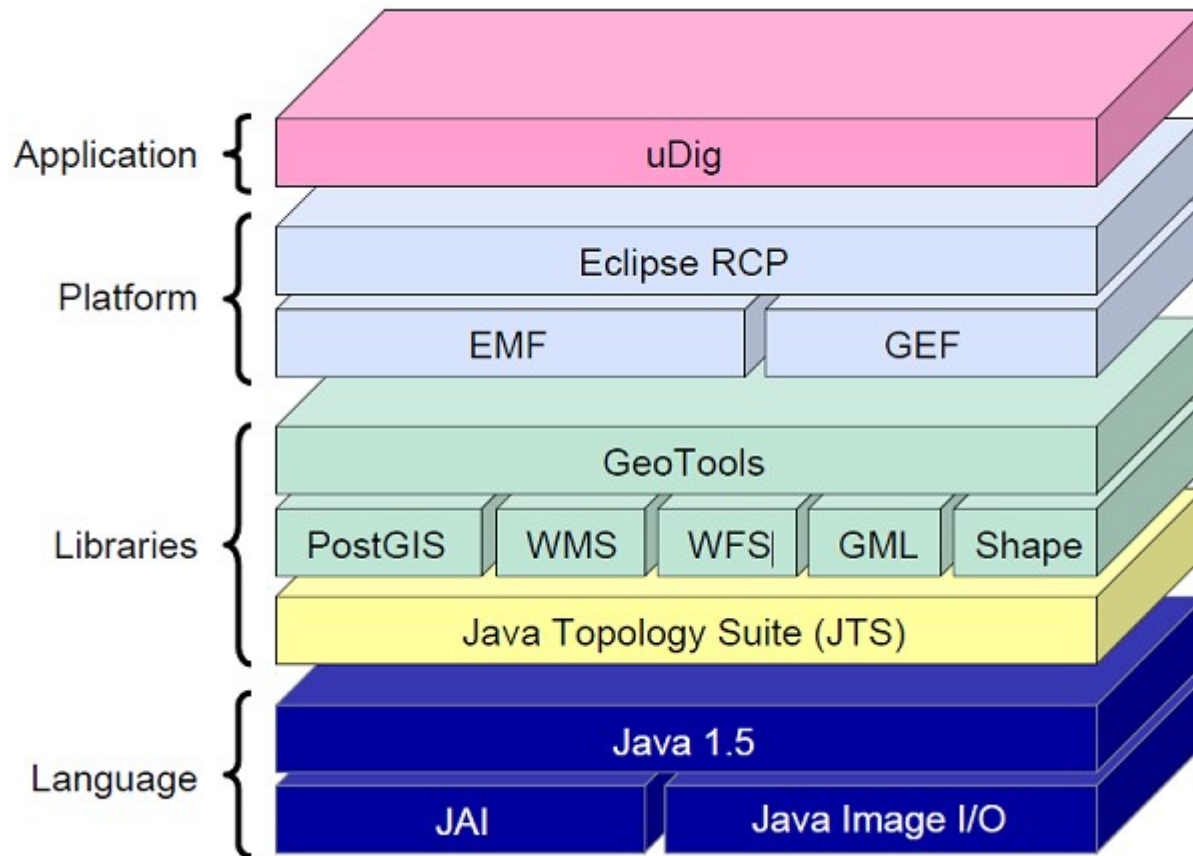 Application
uDig
Platform
Eclipse RCP
EMF
GEF
Libraries
GeoTools
PostGIS
WMS
WFS
GML
Shape
Java Topology Suite (JTS)
Language
Java 1.5
JAI
Java Image I/O